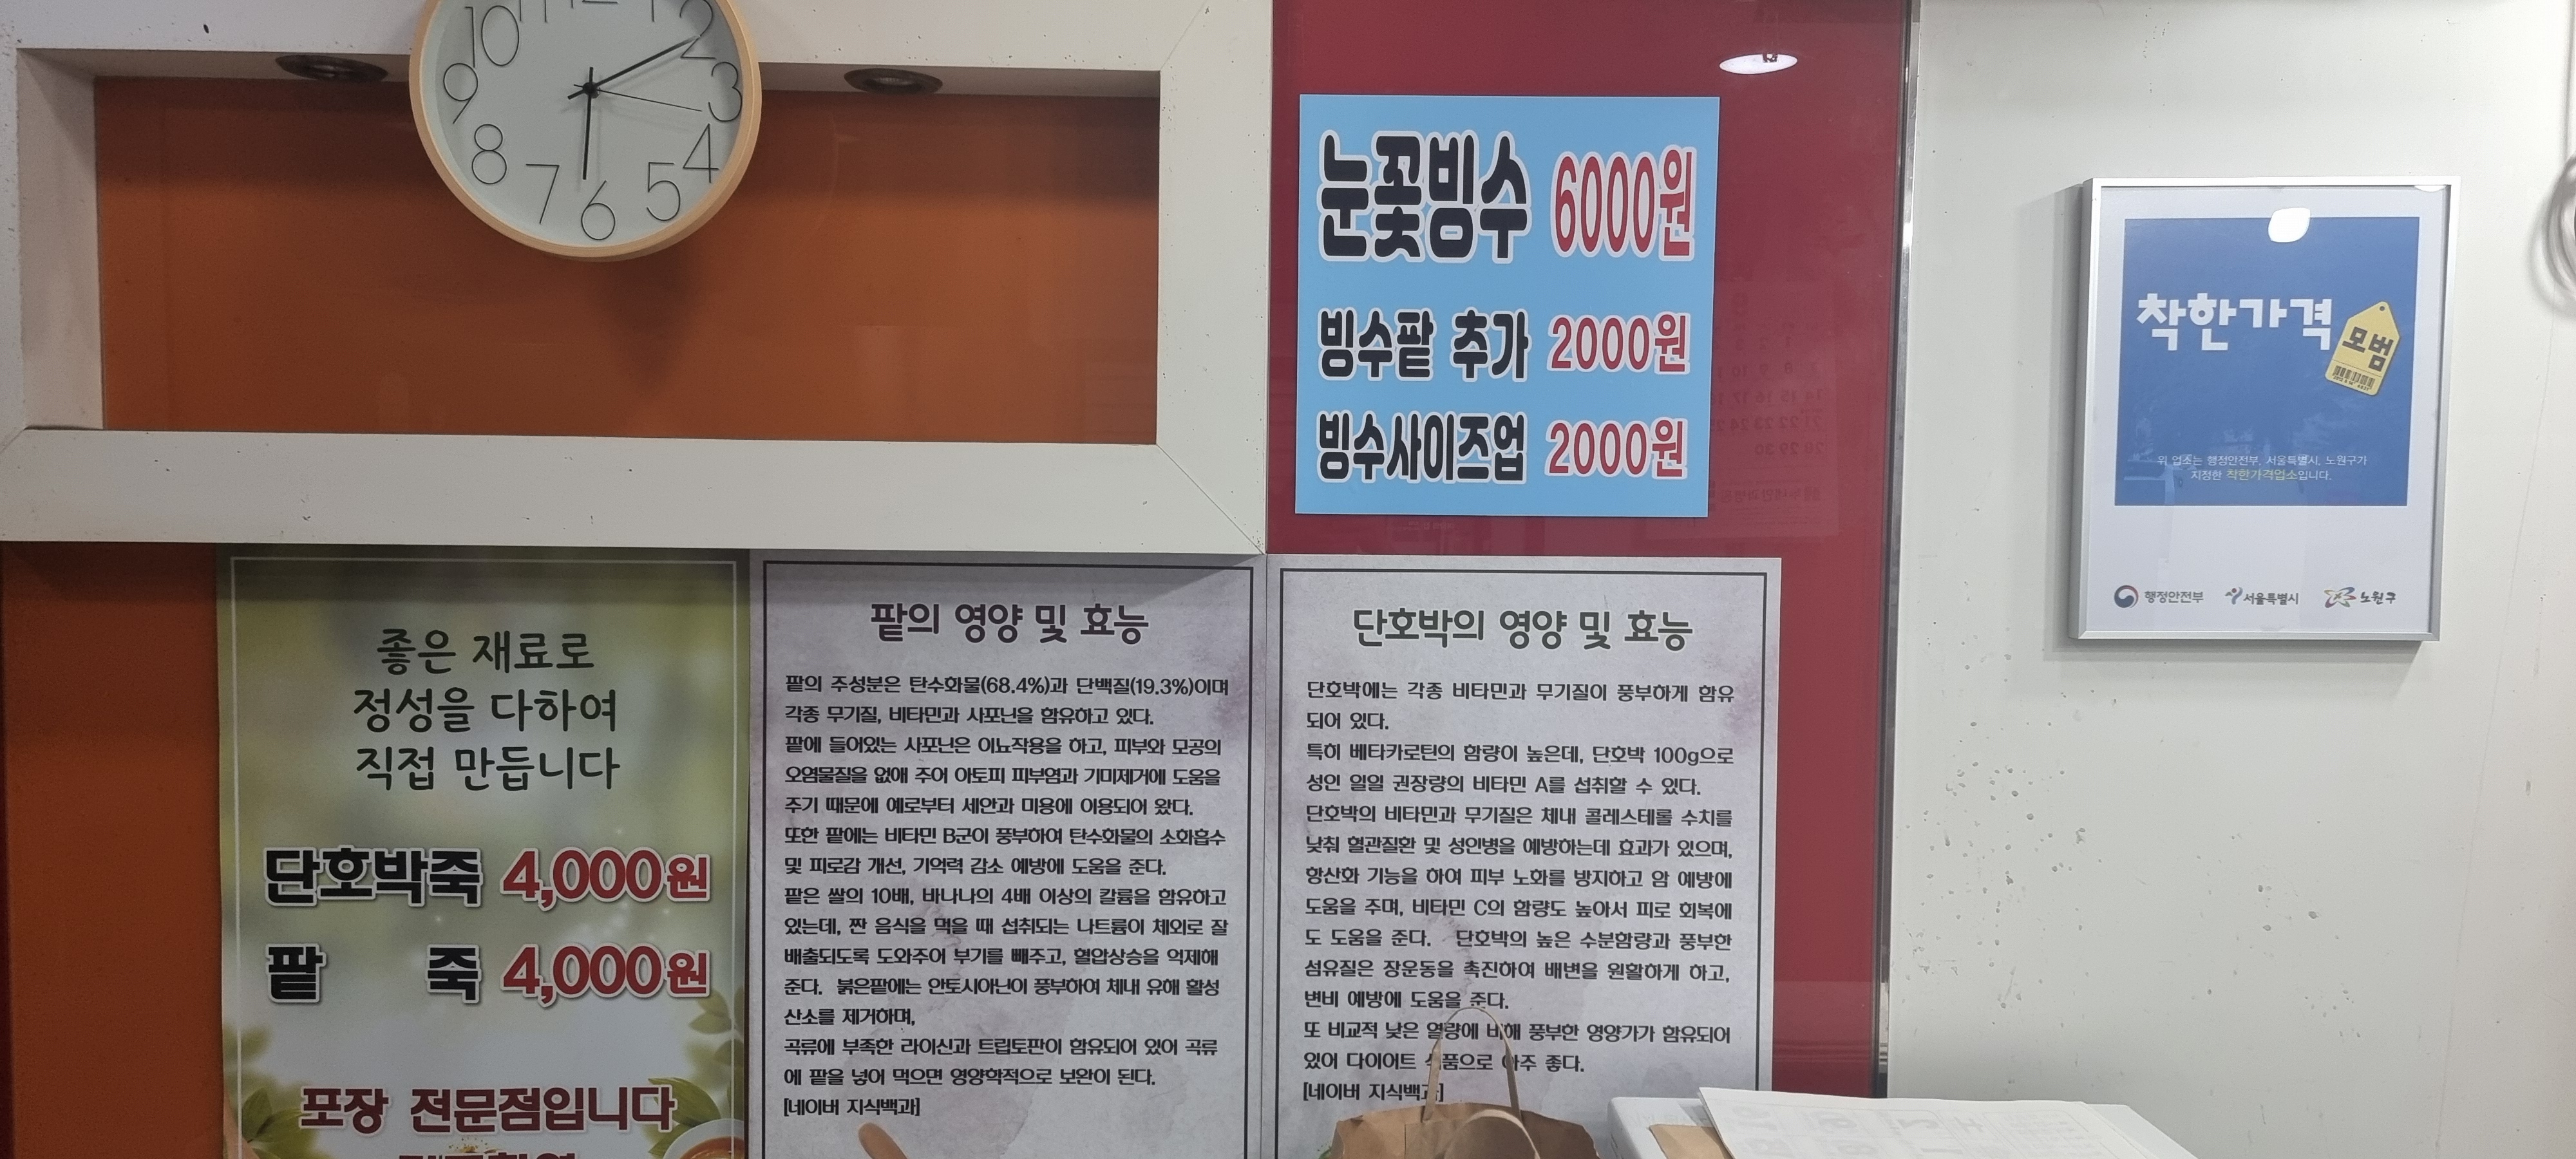 10
2
9
3
8
4
7
6
5
눈꽃빙수 6000원
빙수팥 추가 2000원
빙수사이즈업 2000원
착한가격
모범
위 업소는 행정안전부, 서울특별시, 노원구가
지정한 착한가격업소입니다.
행정안전부 서울특별시 노원구
좋은 재료로
정성을 다하여
직접 만듭니다
단호박죽 4,000원
팥 죽 4,000원
포장 전문점입니다
팥의 영양 및 효능
팥의 주성분은 탄수화물(68.4%)과 단백질(19.3%)이며
각종 무기질, 비타민과 사포닌을 함유하고 있다.
팥에 들어있는 사포닌은 이뇨작용을 하고, 피부와 모공의
오염물질을 없애 주어 아토피 피부염과 기미제거에 도움을
주기 때문에 예로부터 세안과 미용에 이용되어 왔다.
또한 팥에는 비타민 B군이 풍부하여 탄수화물의 소화흡수
및 피로감 개선, 기억력 감소 예방에 도움을 준다.
팥은 쌀의 10배, 바나나의 4배 이상의 칼륨을 함유하고
있는데, 짠 음식을 먹을 때 섭취되는 나트륨이 체외로 잘
배출되도록 도와주어 부기를 빼주고, 혈압상승을 억제해
준다. 붉은팥에는 안토시아닌이 풍부하여 체내 유해 활성
산소를 제거하며,
곡류에 부족한 라이신과 트립토판이 함유되어 있어 곡류
에 팥을 넣어 먹으면 영양학적으로 보완이 된다.
[네이버 지식백과]
단호박의 영양 및 효능
단호박에는 각종 비타민과 무기질이 풍부하게 함유
되어 있다.
특히 베타카로틴의 함량이 높은데, 단호박 100g으로
성인 일일 권장량의 비타민 A를 섭취할 수 있다.
단호박의 비타민과 무기질은 체내 콜레스테롤 수치를
낮춰 혈관질환 및 성인병을 예방하는데 효과가 있으며,
항산화 기능을 하여 피부 노화를 방지하고 암 예방에
도움을 주며, 비타민 C의 함량도 높아서 피로 회복에
도 도움을 준다. 단호박의 높은 수분함량과 풍부한
섬유질은 장운동을 촉진하여 배변을 원활하게 하고,
변비 예방에 도움을 준다.
또 비교적 낮은 열량에 비해 풍부한 영양가가 함유되어
있어 다이어트 식품으로 아주 좋다.
[네이버 지식백과]